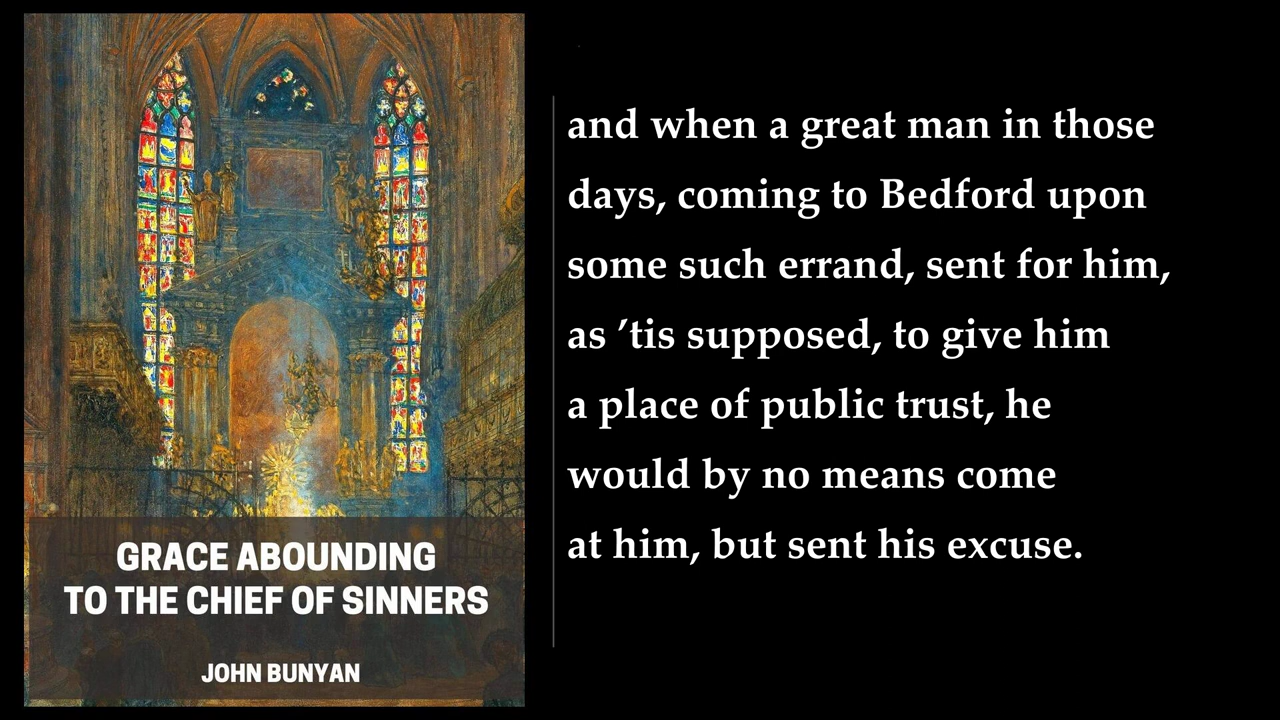 GRACE ABOUNDING
TO THE CHIEF OF SINNERS
JOHN BUNYAN
and when a great man in those
days, coming to Bedford upon
some such errand, sent for him,
as ’tis supposed, to give him
a place of public trust, he
would by no means come
at him, but sent his excuse.